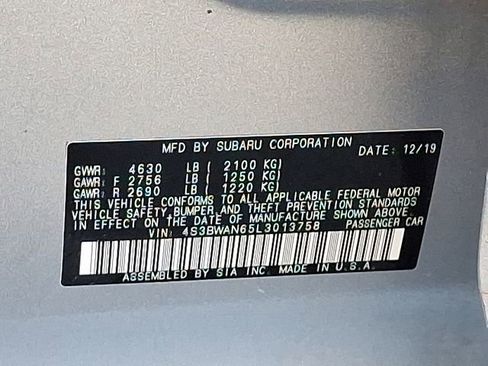 MFD BY SUBARU CORPORATION DATE: 12/19
GVWR: 4630 LB ( 2100 KG)
GAWR: F 2756 LB ( 1250 KG)
GAWR: R 2690 LB ( 1220 KG)
THIS VEHICLE CONFORMS TO ALL APPLICABLE FEDERAL MOTOR
VEHICLE SAFETY, BUMPER, AND THEFT PREVENTION STANDARDS
IN EFFECT ON THE DATE OF MANUFACTURE SHOWN ABOVE.
VIN: 4S3BWAN65L3013758 PASSENGER CAR
ASSEMBLED BY SIA INC. MADE IN U.S.A.